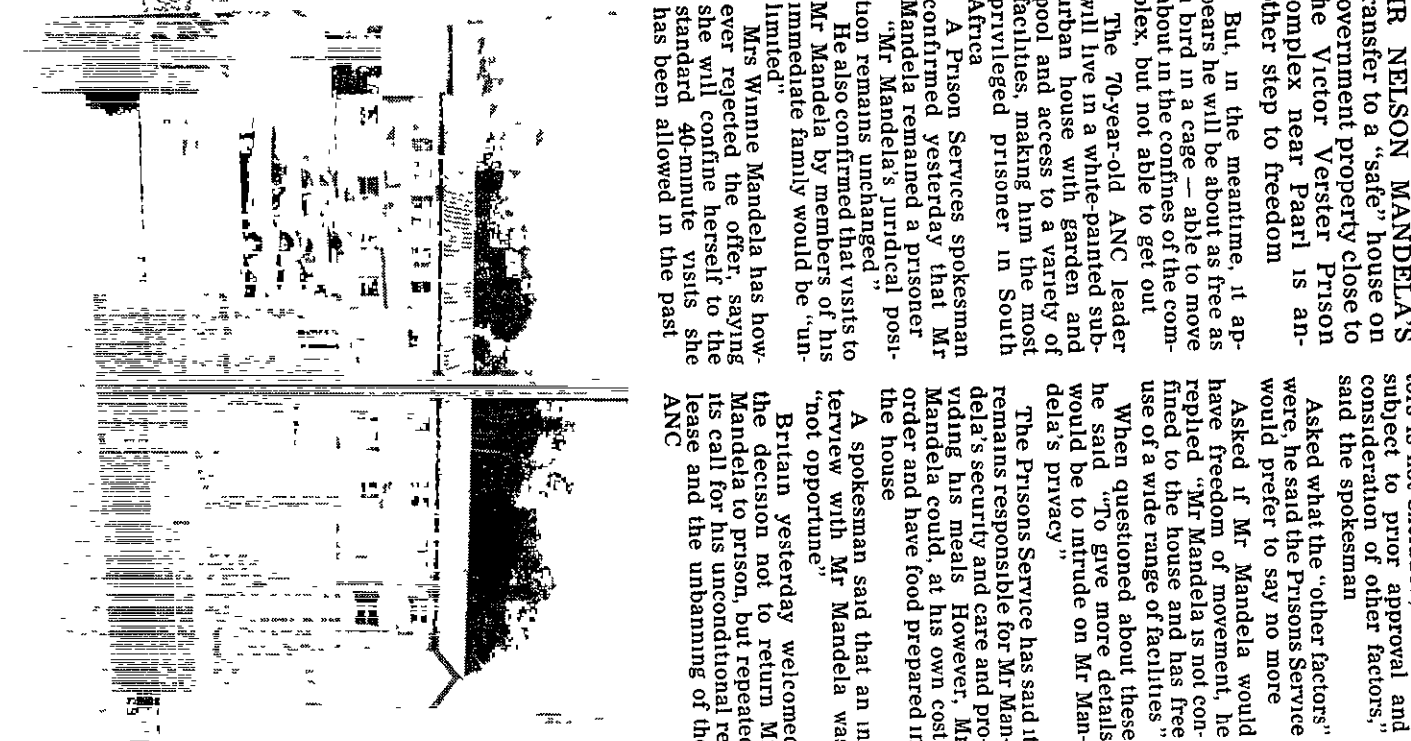 NELSON MANDELA'S
transfer to a “safe” house on
government property close to
Victor Verster Prison
complex near Paarl is an-
other step to freedom
But, in the meantime, it ap-
pears he will be about as free as
a bird in a cage — able to move
about in the confines of the com-
plex, but not able to get out
The 70-year-old ANC leader
will live in a white-painted sub-
urban house with garden and
pool and access to a variety of
facilities, making him the most
privileged prisoner in South
Africa
A Prison Services spokesman
confirmed yesterday that Mr
Mandela remained a prisoner
“Mr Mandela's juridical posi-
tion remains unchanged”
He also confirmed that visits to
Mr Mandela by members of his
immediate family would be “un-
limited”
Mrs Winnie Mandela has how-
ever rejected the offer, saying
she will confine herself to the
standard 40-minute visits she
has been allowed in the past
subject to prior approval and
consideration of other factors,”
said the spokesman
Asked what the “other factors”
were, he said the Prisons Service
would prefer to say no more
Asked if Mr Mandela would
have freedom of movement, he
replied “Mr Mandela is not con-
fined to the house and has free
use of a wide range of facilities ”
When questioned about these
he said “To give more details
would be to intrude on Mr Man-
dela's privacy ”
The Prisons Service has said it
remains responsible for Mr Man-
dela's security and care and pro-
viding his meals However, Mr
Mandela could, at his own cost
order and have food prepared in
the house
A spokesman said that an in
terview with Mr Mandela was
“not opportune”
Britain yesterday welcomed
the decision not to return M
Mandela to prison, but repeated
its call for his unconditional re
lease and the unbanning of th
ANC